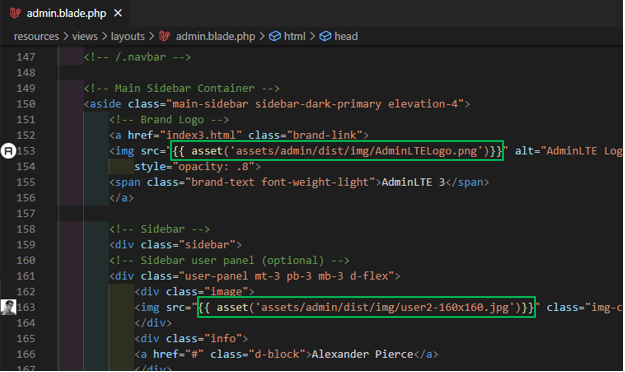 admin.blade.php ×
resources > views > layouts > admin.blade.php > html > head
147 <!-- /.navbar -->
148
149 <!-- Main Sidebar Container -->
150 <aside class="main-sidebar sidebar-dark-primary elevation-4">
151 <!-- Brand Logo -->
152 <a href="index3.html" class="brand-link">
153 <img src="{{ asset('assets/admin/dist/img/AdminLTELogo.png')}}" alt="AdminLTE Log
154 style="opacity: .8">
155 <span class="brand-text font-weight-light">AdminLTE 3</span>
156 </a>
157
158 <!-- Sidebar -->
159 <div class="sidebar">
160 <!-- Sidebar user panel (optional) -->
161 <div class="user-panel mt-3 pb-3 mb-3 d-flex">
162 <div class="image">
163 <img src="{{ asset('assets/admin/dist/img/user2-160x160.jpg')}}" class="img-c
164 </div>
165 <div class="info">
166 <a href="#" class="d-block">Alexander Pierce</a>
167 </div>